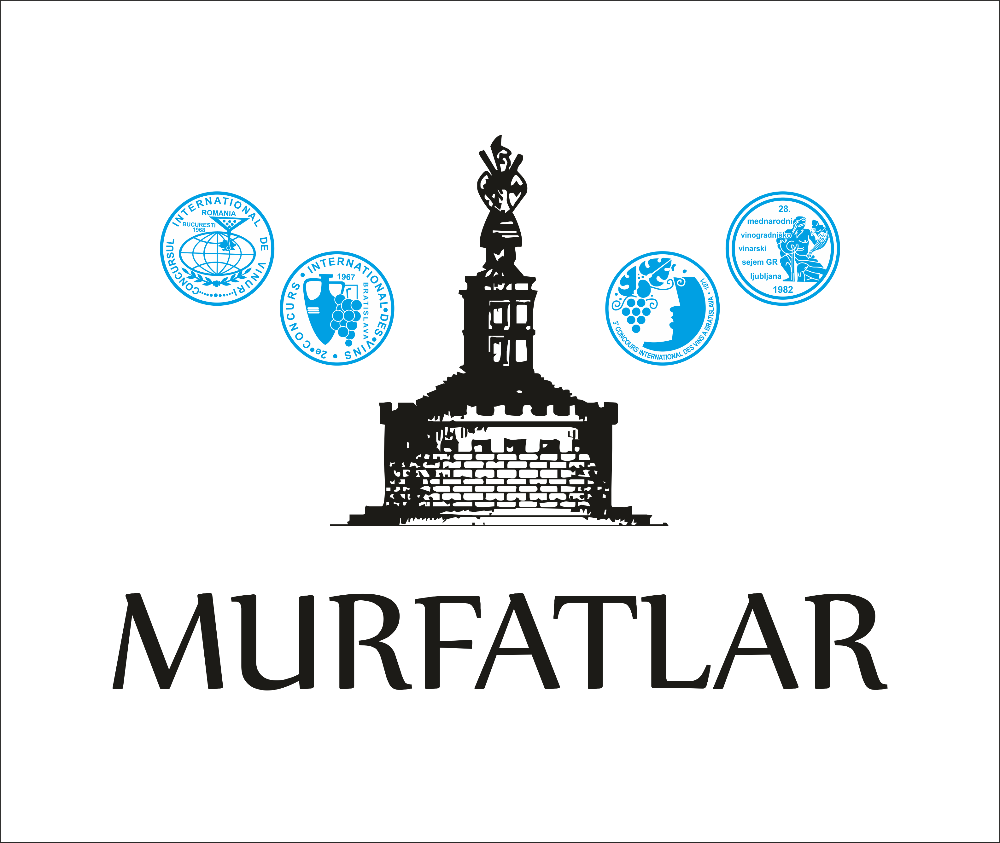 CONCURSUL INTERNATIONAL DE VINURI
ROMANIA
BUCURESTI
1968
2e • CONCOURS • INTERNATIONAL • DES • VINS •
1967
BRATISLAVA
3e CONCOURS INTERNATIONAL DES VINS A BRATISLAVA • 1971
28.
mednarodni
vinogradniško
vinarski
sejem GR
ljubljana
1982
MURFATLAR